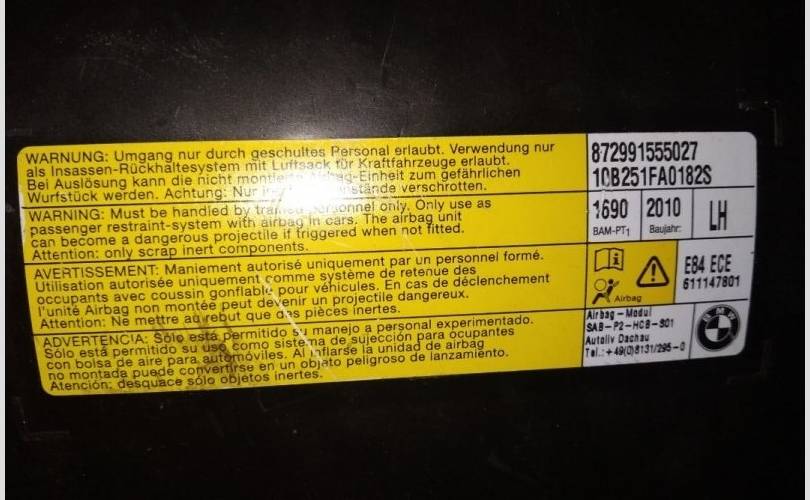 WARNUNG: Umgang nur durch geschultes Personal erlaubt. Verwendung nur
als Insassen-Rückhaltesystem mit Luftsack für Kraftfahrzeuge erlaubt.
Bei Auslösung kann die nicht montierte Airbag-Einheit zum gefährlichen
Wurfstück werden. Achtung: Nur verschrotten.
WARNING: Must be handled by trained personnel only. Only use as
passenger restraint-system with airbag in cars. The airbag unit
can become a dangerous projectile if triggered when not fitted.
Attention: only scrap inert components.
AVERTISSEMENT: Maniement autorisé uniquement par un personnel formé.
Utilisation autorisée uniquement comme système de retenue des
occupants avec coussin gonflable pour véhicules. En cas de déclenchement
l'unité Airbag non montée peut devenir un projectile dangereux.
Attention: Ne mettre au rebut que des pièces inertes.
ADVERTENCIA: Sólo está permitido su manejo a personal experimentado.
Sólo está permitido su uso como sistema de sujección para ocupantes
con bolsa de aire para automóviles. Al inflarse la unidad de airbag
no montada puede convertirse en un objeto peligroso de lanzamiento.
Atención: desguace sólo objetos inertes.
872991555027
10B251FA0182S
1690 2010 LH
BAM-PT1 Baujahr:
Airbag
E84 ECE
611147801
Airbag-Modul
SAB-P2-HCB-S01
Autoliv Dachau
Tel.: +49(0)8131/295-0
BMW